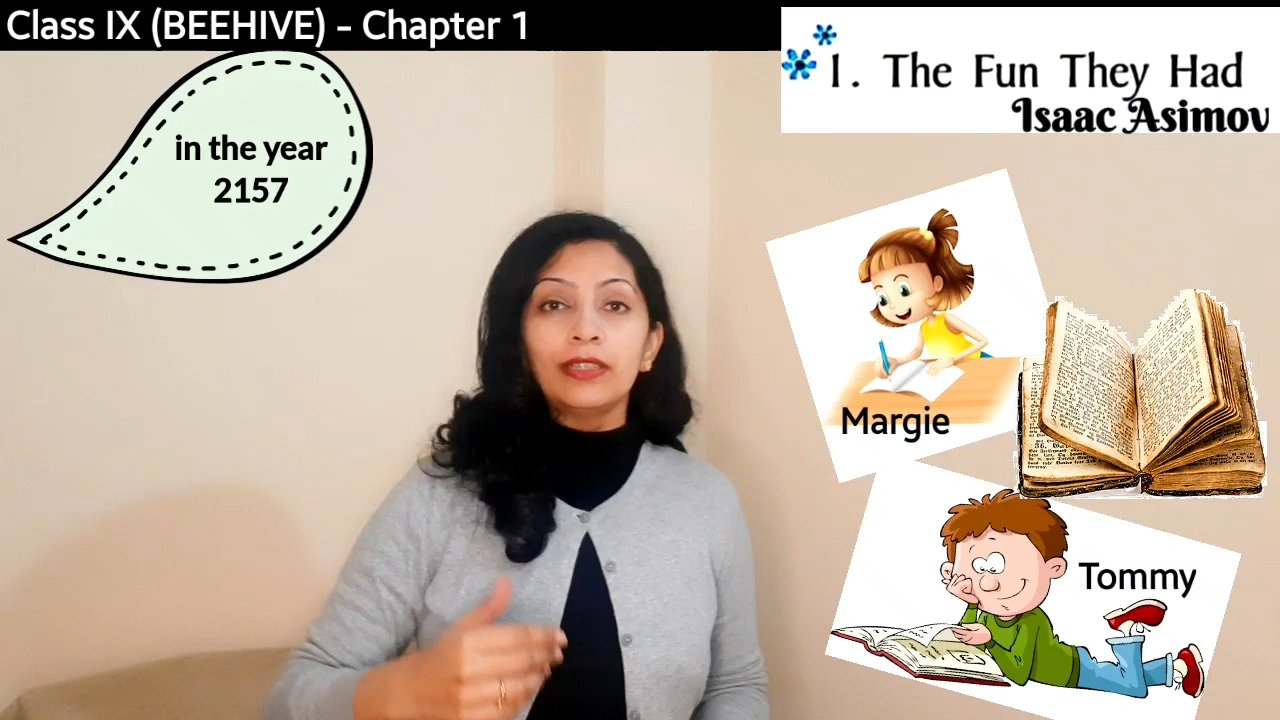 Class IX (BEEHIVE) - Chapter 1
1. The Fun They Had
Isaac Asimov
in the year
2157
Margie
Tommy